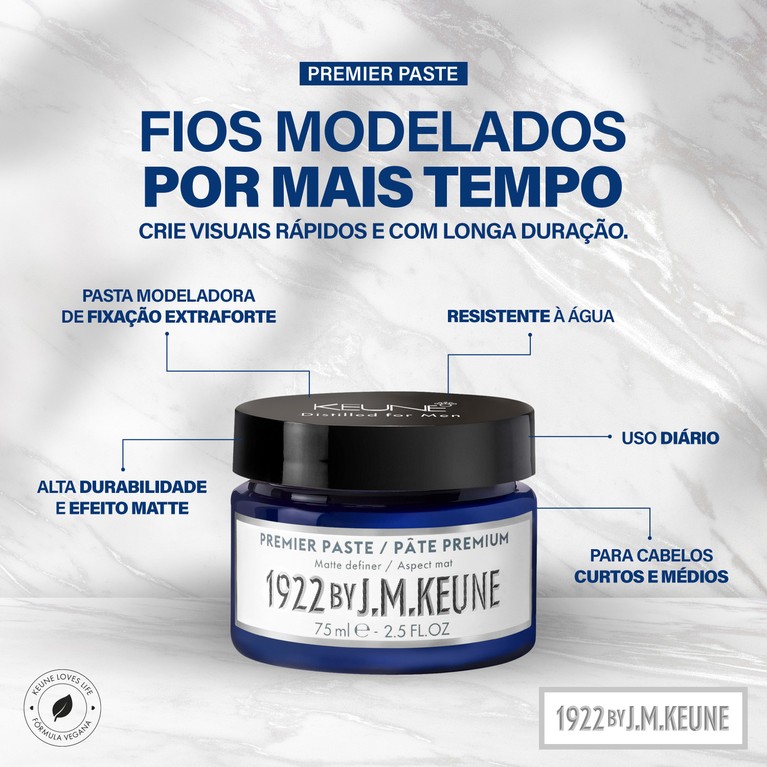 PREMIER PASTE
FIOS MODELADOS
POR MAIS TEMPO
CRIE VISUAIS RÁPIDOS E COM LONGA DURAÇÃO.
PASTA MODELADORA
DE FIXAÇÃO EXTRAFORTE
RESISTENTE À ÁGUA
ALTA DURABILIDADE
E EFEITO MATTE
USO DIÁRIO
PARA CABELOS
CURTOS E MÉDIOS
KEUNE
Distilled for Men
PREMIER PASTE / PÂTE PREMIUM
Matte definer / Aspect mat
1922 BY J.M.KEUNE
75 ml e - 2.5 FL.OZ
KEUNE LOVES LIFE
FÓRMULA VEGANA
1922 BY J.M.KEUNE